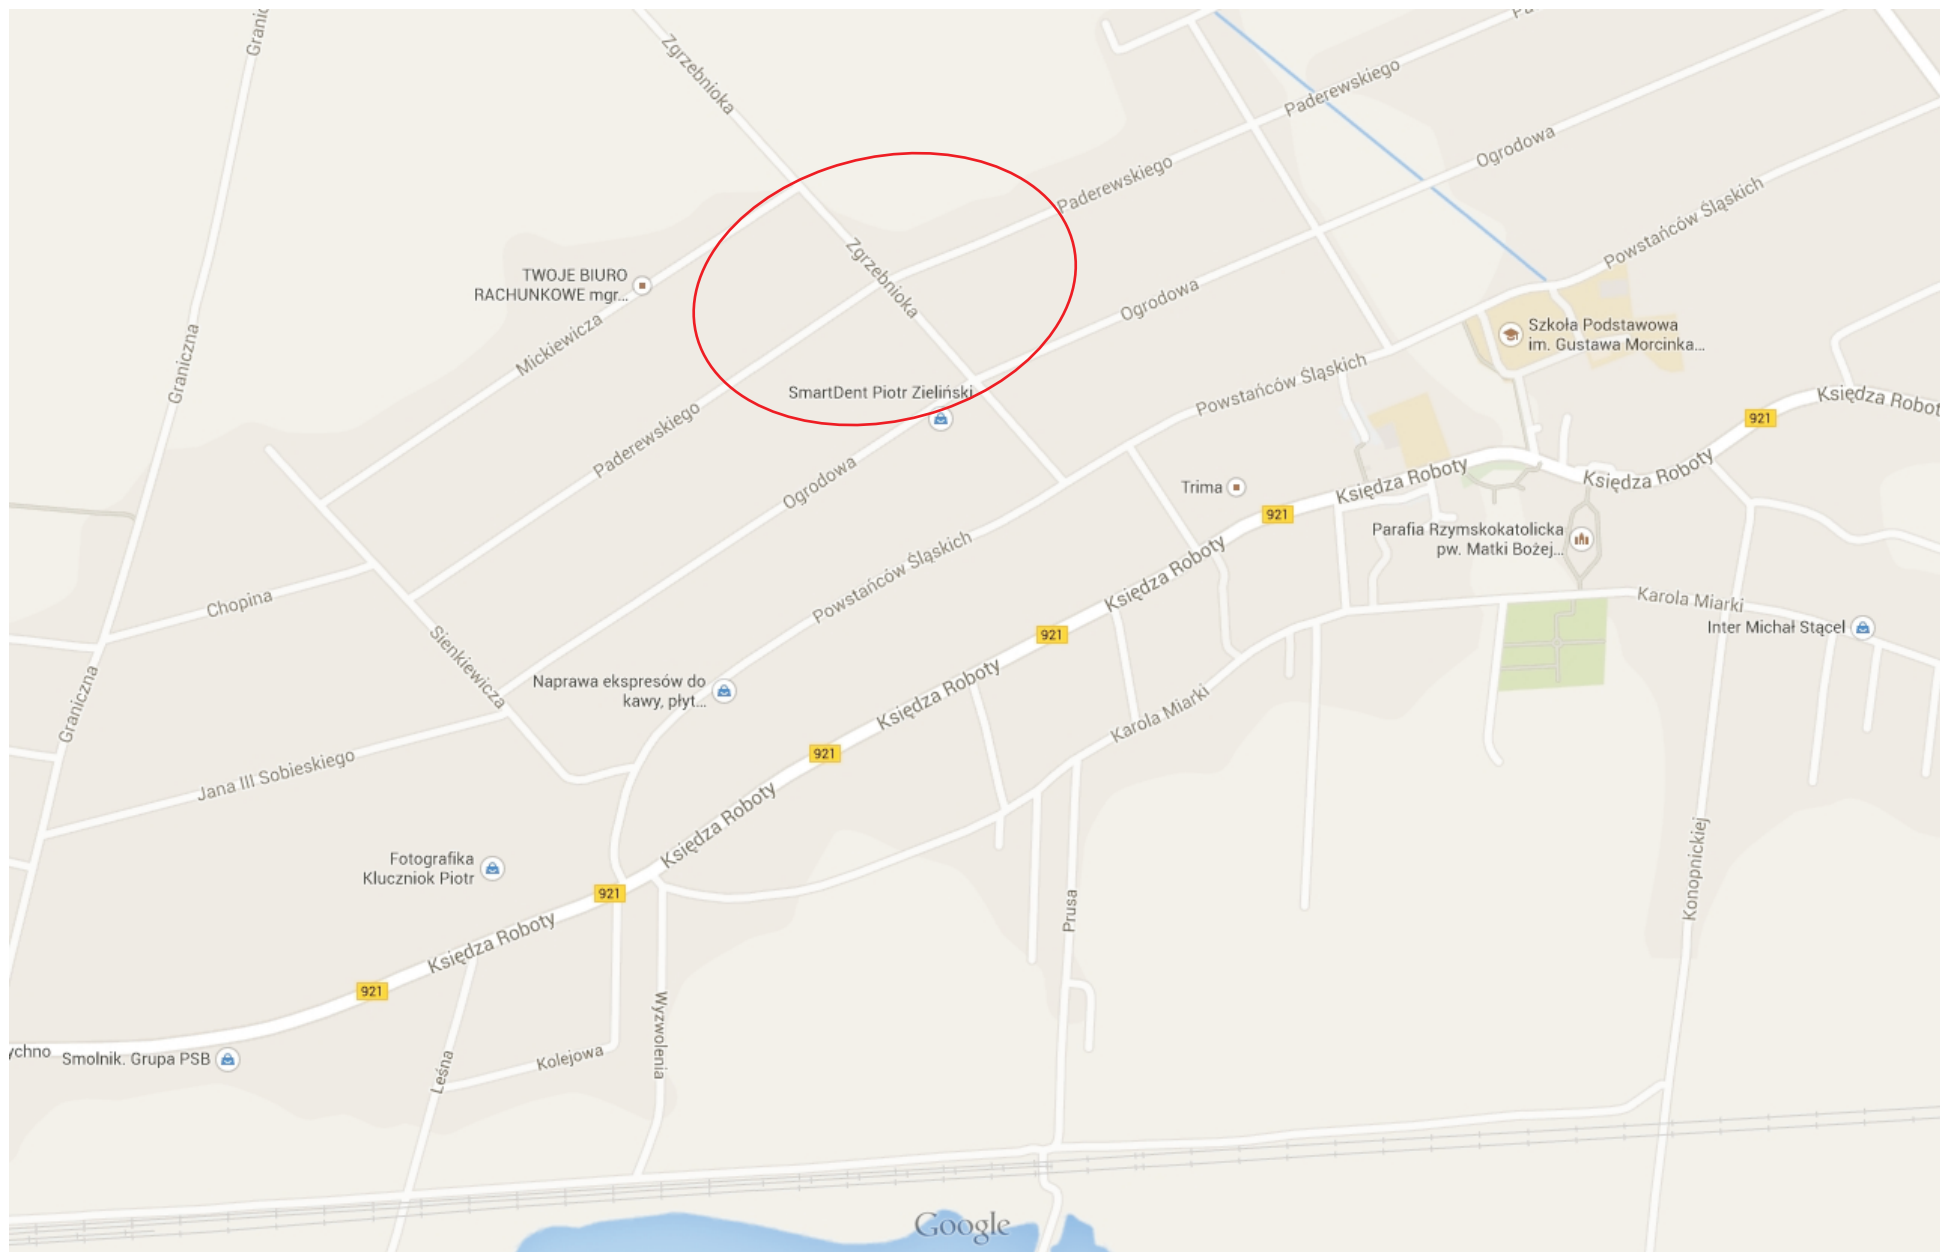 Granic
Zgrzebnioka
Pa
Paderewskiego
Ogrodowa
Paderewskiego
Powstańców Śląskich
Zgrzebnioka
TWOJE BIURO
RACHUNKOWE mgr...
Ogrodowa
Mickiewicza
Graniczna
Szkoła Podstawowa
im. Gustawa Morcinka...
Powstańców Śląskich
SmartDent Piotr Zieliński
Księdza Robot
921
Paderewskiego
Ogrodowa
Trima
Księdza Roboty
Księdza Roboty
921
Parafia Rzymskokatolicka
pw. Matki Bożej...
Powstańców Śląskich
Księdza Roboty
Chopina
Karola Miarki
Inter Michał Stącel
921
Sienkiewicza
Graniczna
Naprawa ekspresów do
kawy, płyt...
Księdza Roboty
Karola Miarki
921
Jana III Sobieskiego
Księdza Roboty
Fotografika
Kluczniok Piotr
921
Konopnickiej
Prusa
Księdza Roboty
921
Wyzwolenia
ychno
Smolnik. Grupa PSB
Kolejowa
Leśna
Google